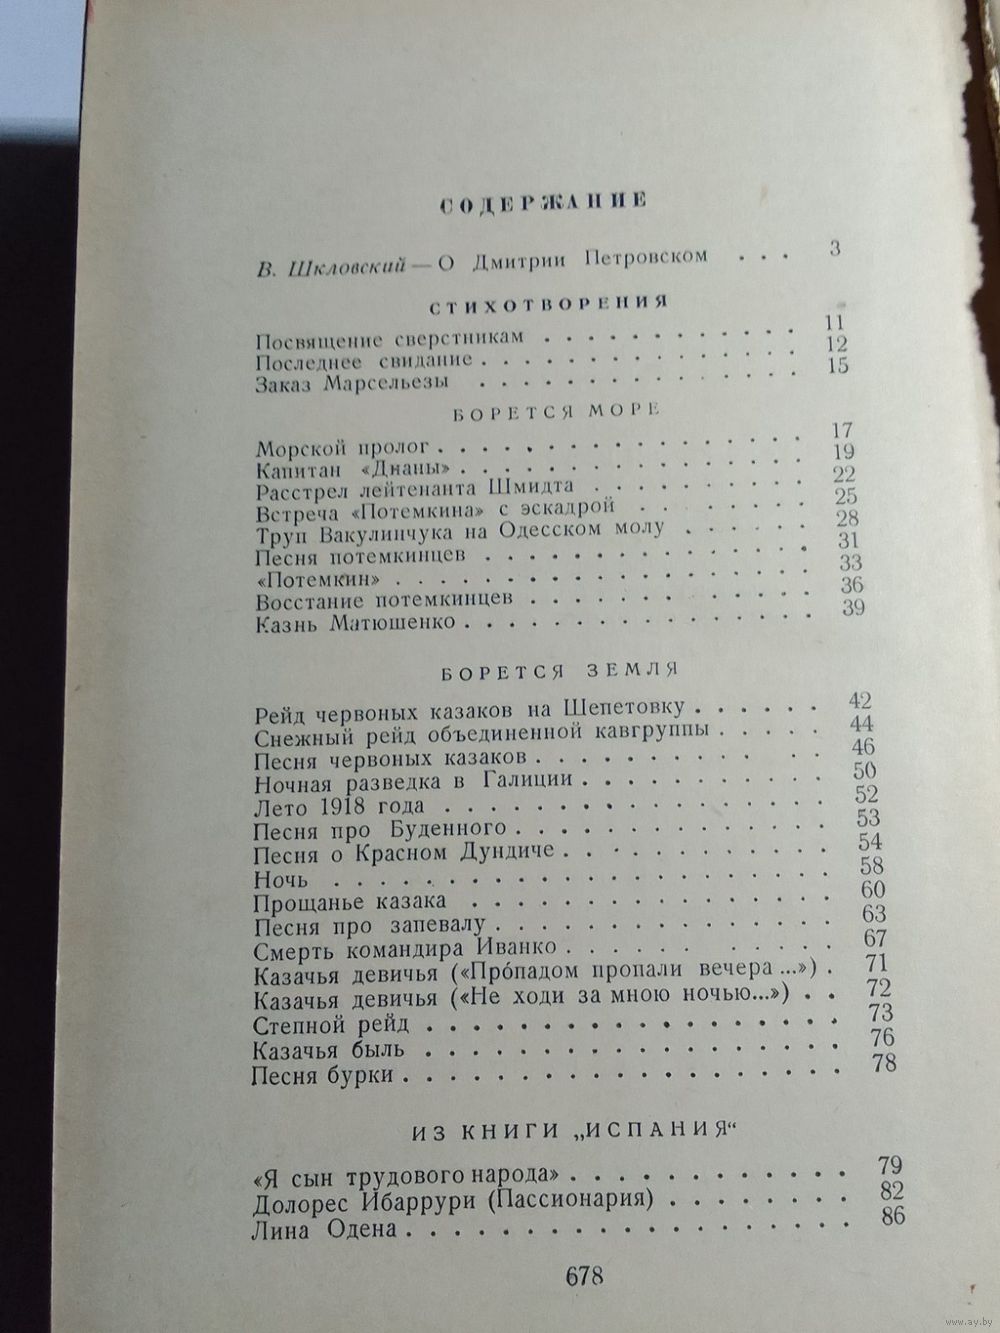 СОДЕРЖАНИЕ
В. Шкловский — О Дмитрии Петровском . . . 3
СТИХОТВОРЕНИЯ
Посвящение сверстникам . . . . . . . . . . . . 11
Последнее свидание . . . . . . . . . . . . . . 12
Заказ Марсельезы . . . . . . . . . . . . . . 15
БОРЕТСЯ МОРЕ
Морской пролог . . . . . . . . . . . . . . . . 17
Капитан «Дианы» . . . . . . . . . . . . . . . 19
Расстрел лейтенанта Шмидта . . . . . . . . . 22
Встреча «Потемкина» с эскадрой . . . . . . . 25
Труп Вакулинчука на Одесском молу . . . . . 28
Песня потемкинцев . . . . . . . . . . . . . . 31
«Потемкин» . . . . . . . . . . . . . . . . . . 33
Восстание потемкинцев . . . . . . . . . . . . 36
Казнь Матюшенко . . . . . . . . . . . . . . . 39
БОРЕТСЯ ЗЕМЛЯ
Рейд червоных казаков на Шепетовку . . . . . . 42
Снежный рейд объединенной кавгруппы . . . . . 44
Песня червоных казаков . . . . . . . . . . . . 46
Ночная разведка в Галиции . . . . . . . . . . . 50
Лето 1918 года . . . . . . . . . . . . . . . . . 52
Песня про Буденного . . . . . . . . . . . . . . 53
Песня о Красном Дундиче . . . . . . . . . . . . 54
Ночь . . . . . . . . . . . . . . . . . . . . . . 58
Прощанье казака . . . . . . . . . . . . . . . . 60
Песня про запевалу . . . . . . . . . . . . . . . 63
Смерть командира Иванко . . . . . . . . . . . 67
Казачья девичья («Про́падом пропали вечера...») . 71
Казачья девичья («Не ходи за мною ночью...») . . 72
Степной рейд . . . . . . . . . . . . . . . . . . 73
Казачья быль . . . . . . . . . . . . . . . . . . 76
Песня бурки . . . . . . . . . . . . . . . . . . . 78
ИЗ КНИГИ „ИСПАНИЯ“
«Я сын трудового народа» . . . . . . . . . . . . 79
Долорес Ибаррури (Пассионария) . . . . . . . . 82
Лина Одена . . . . . . . . . . . . . . . . . . . 86
678
www.ay.by